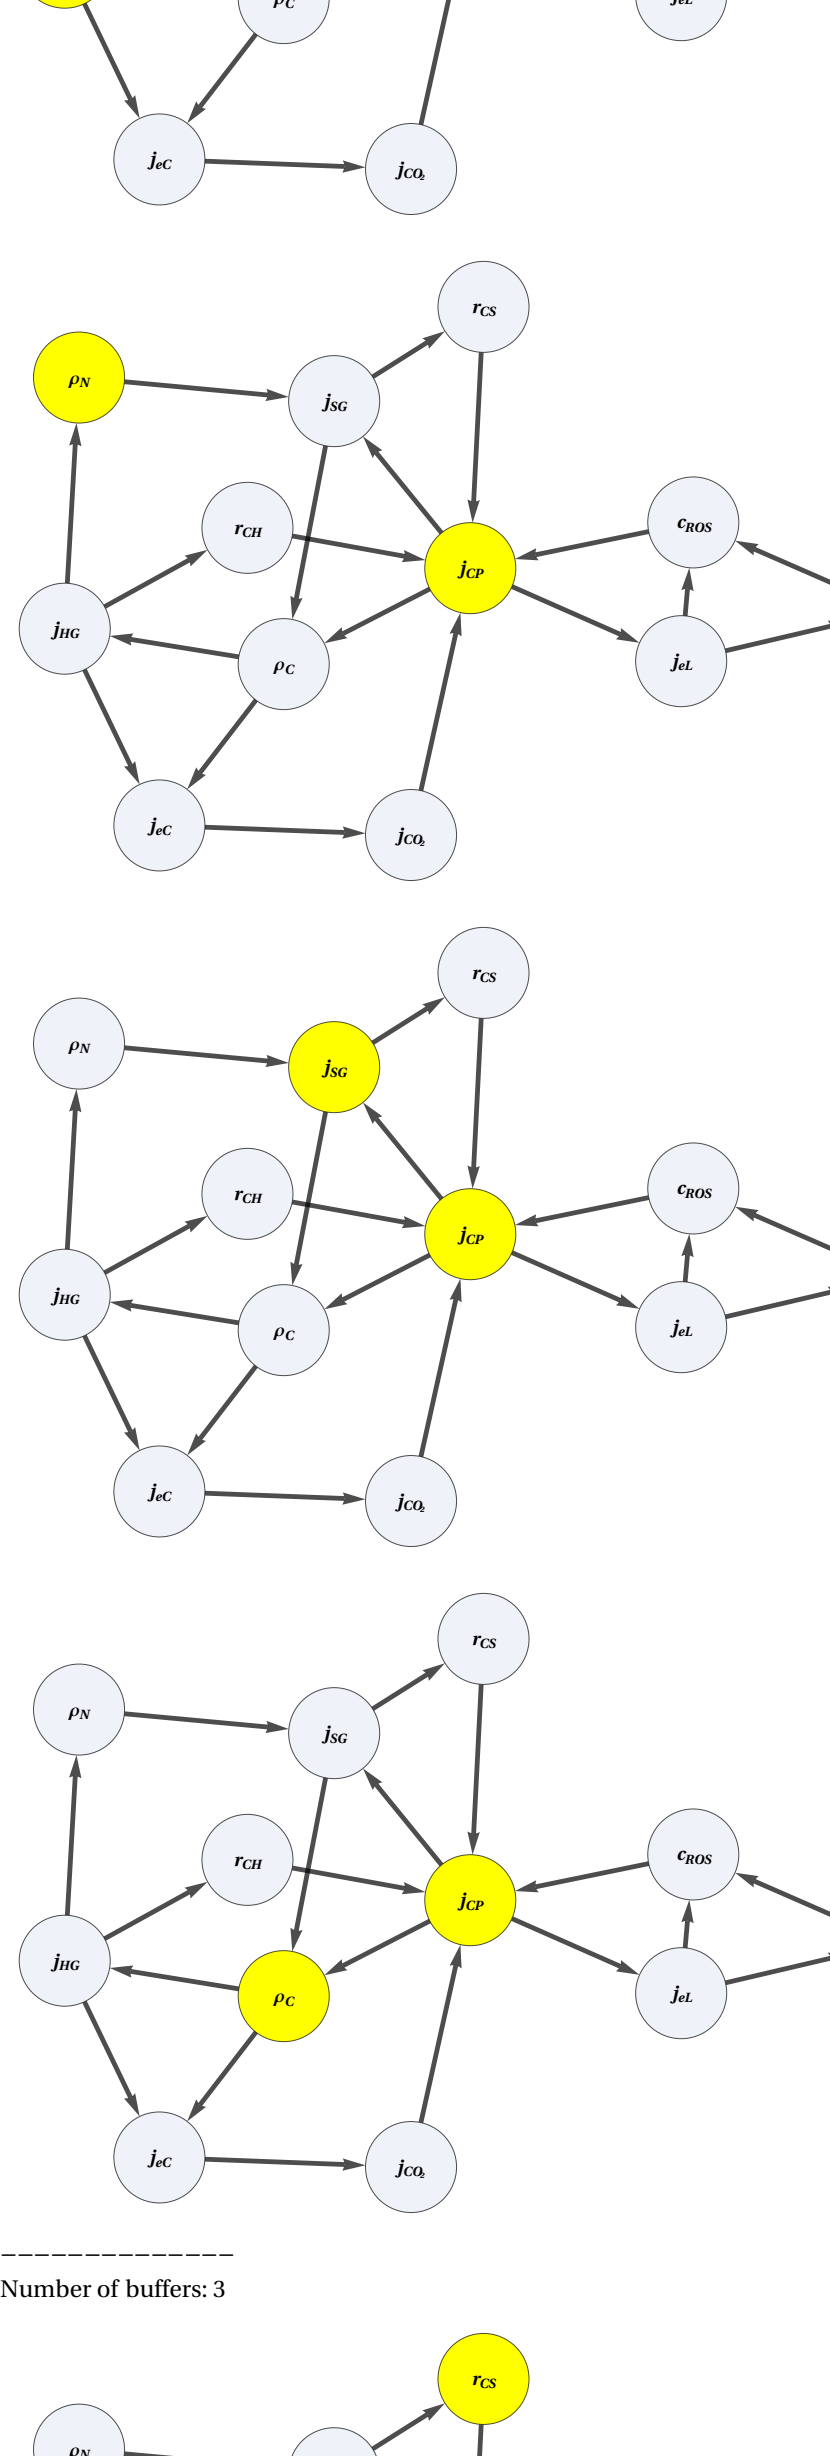 ρC
jeL
jeC
jCO2
rCS
ρN
jSG
rCH
cROS
jCP
jHG
ρC
jeL
jeC
jCO2
rCS
ρN
jSG
rCH
cROS
jCP
jHG
ρC
jeL
jeC
jCO2
rCS
ρN
jSG
rCH
cROS
jCP
jHG
ρC
jeL
jeC
jCO2
––––––––––––––
Number of buffers: 3
rCS
ρN